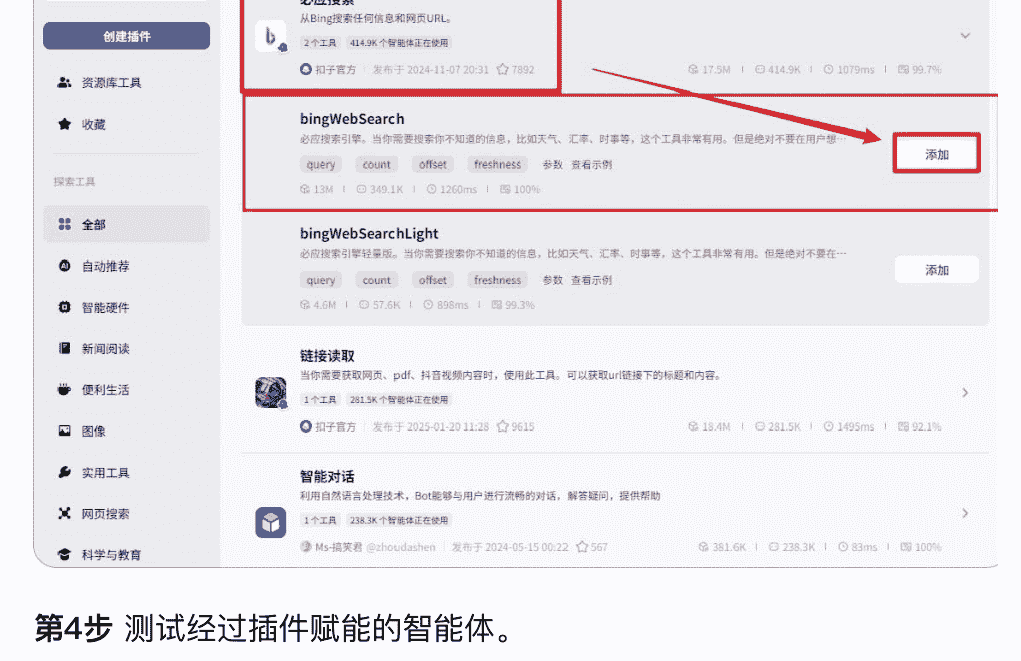 必应搜索
从Bing搜索任何信息和网页URL。
2个工具 414.9K个智能体正在使用
扣子官方 发布于 2024-11-07 20:31 7892 17.5M 414.9K 1079ms 99.7%
创建插件
资源库工具
收藏
探索工具
全部
自动推荐
智能硬件
新闻阅读
便利生活
图像
实用工具
网页搜索
科学与教育
bingWebSearch
必应搜索引擎。当你需要搜索你不知道的信息，比如天气、汇率、时事等，这个工具非常有用。但是绝对不要在用户想…
query count offset freshness 参数 查看示例
13M 349.1K 1260ms 100%
添加
bingWebSearchLight
必应搜索引擎轻量版。当你需要搜索你不知道的信息，比如天气、汇率、时事等，这个工具非常有用。但是绝对不要在…
query count offset freshness 参数 查看示例
4.6M 57.6K 898ms 99.3%
添加
链接读取
当你需要获取网页、pdf、抖音视频内容时，使用此工具。可以获取url链接下的标题和内容。
1个工具 281.5K个智能体正在使用
扣子官方 发布于 2025-01-20 11:28 9615 18.4M 281.5K 1495ms 92.1%
智能对话
利用自然语言处理技术，Bot能够与用户进行流畅的对话，解答疑问，提供帮助
1个工具 238.3K个智能体正在使用
Ms-搞笑君 @zhoudashen 发布于 2024-05-15 00:22 567 381.6K 238.3K 83ms 100%
第4步 测试经过插件赋能的智能体。